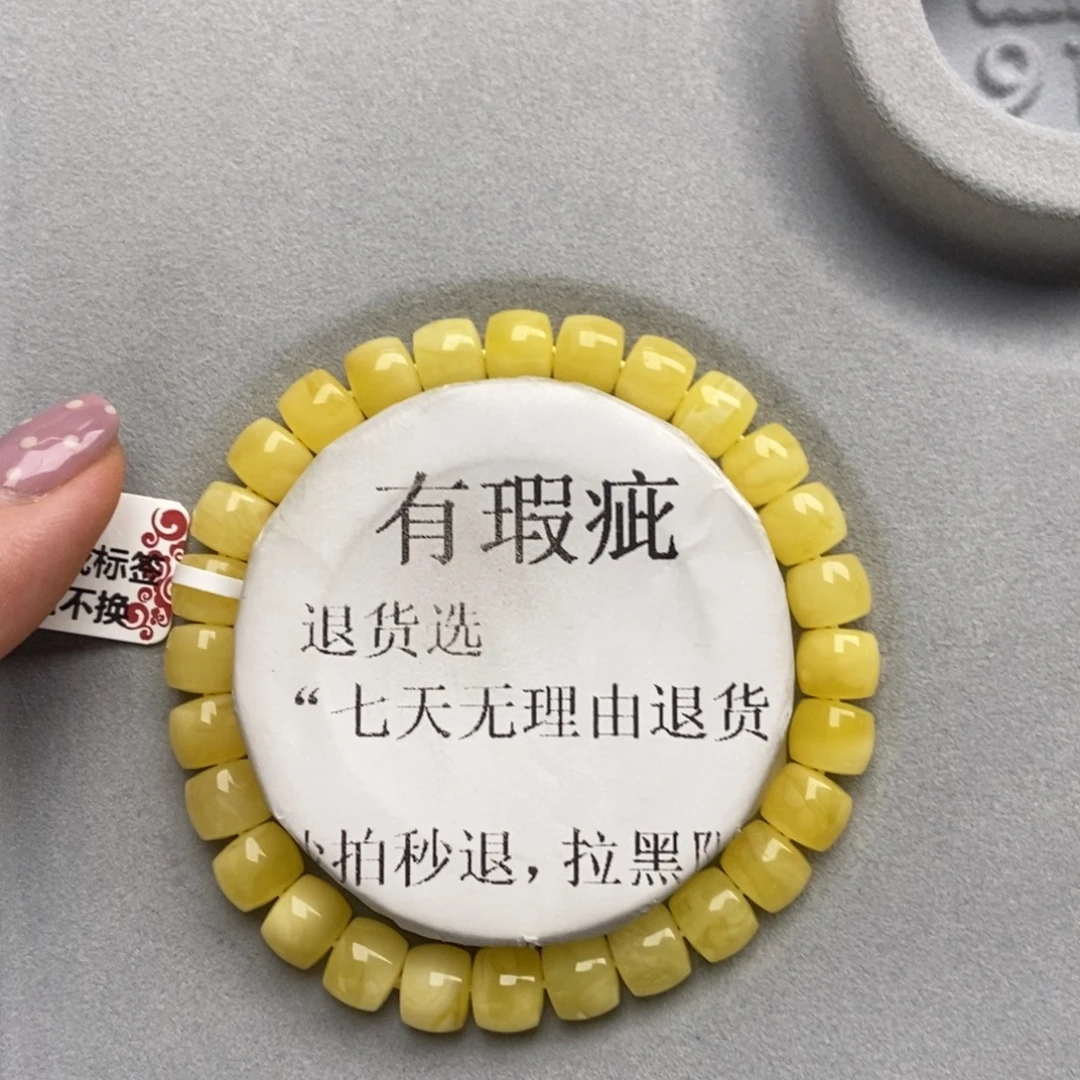 有瑕疵
退货选
“七天无理由退货
拍秒退，拉黑
标签
不换